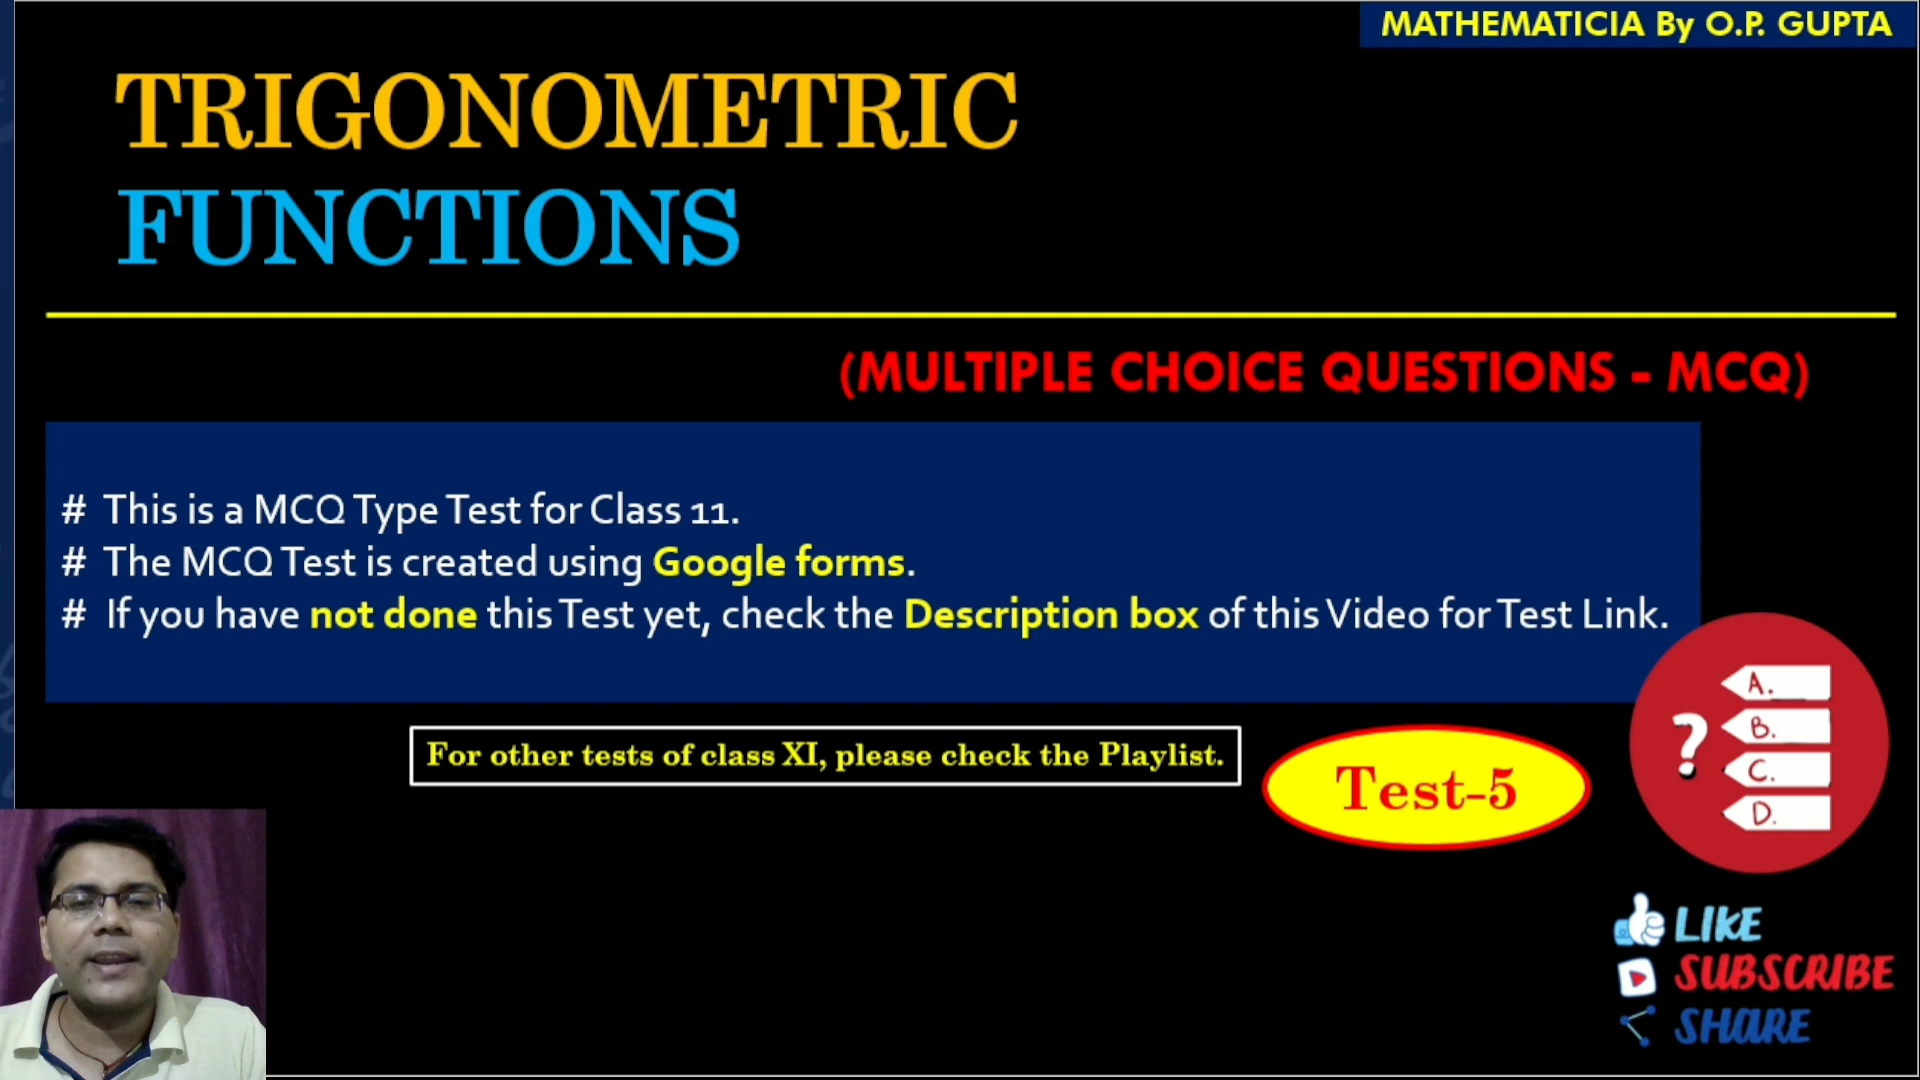 MATHEMATICIA By O.P. GUPTA
TRIGONOMETRIC
FUNCTIONS
(MULTIPLE CHOICE QUESTIONS - MCQ)
# This is a MCQ Type Test for Class 11.
# The MCQ Test is created using Google forms.
# If you have not done this Test yet, check the Description box of this Video for Test Link.
For other tests of class XI, please check the Playlist.
Test-5
?
A.
B.
C.
D.
LIKE
SUBSCRIBE
SHARE